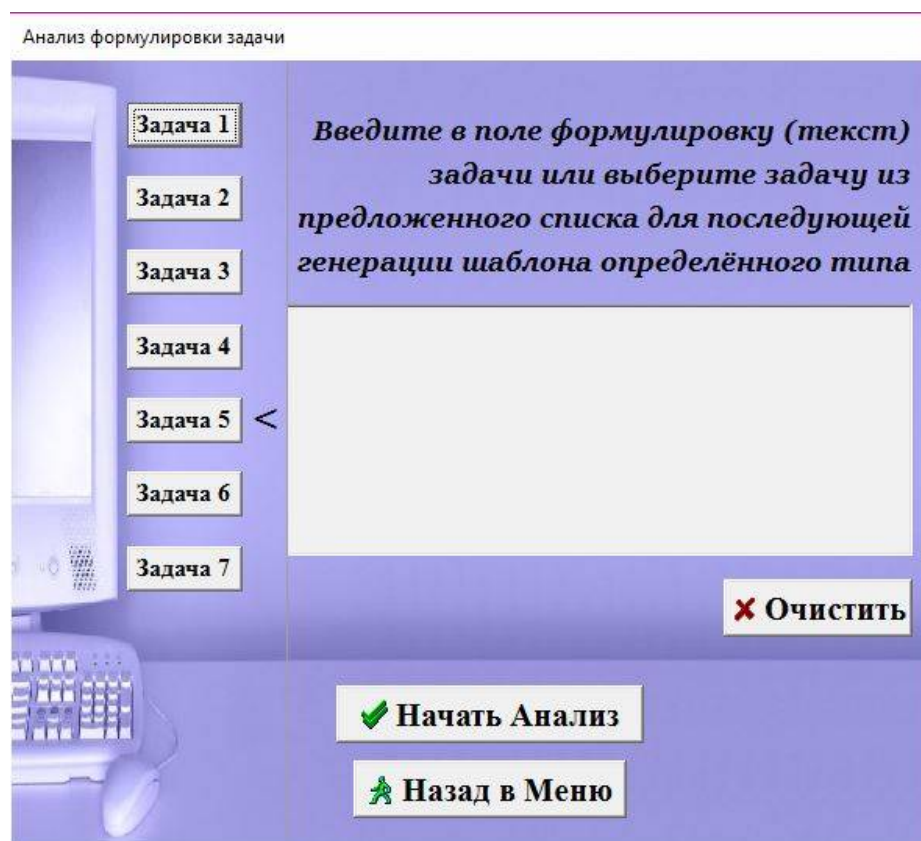 Анализ формулировки задачи
Задача 1
Задача 2
Задача 3
Задача 4
Задача 5 <
Задача 6
Задача 7
Введите в поле формулировку (текст)
задачи или выберите задачу из
предложенного списка для последующей
генерации шаблона определённого типа
Очистить
Начать Анализ
Назад в Меню